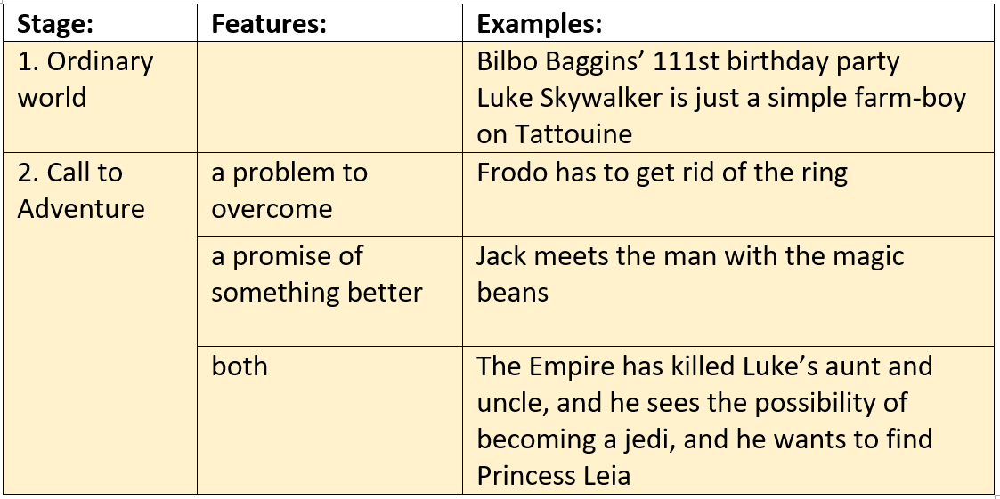 Stage: Features: Examples:
1. Ordinary
world
Bilbo Baggins’ 111st birthday party
Luke Skywalker is just a simple farm-boy
on Tattouine
2. Call to
Adventure
a problem to
overcome
Frodo has to get rid of the ring
a promise of
something better
Jack meets the man with the magic
beans
both
The Empire has killed Luke’s aunt and
uncle, and he sees the possibility of
becoming a jedi, and he wants to find
Princess Leia